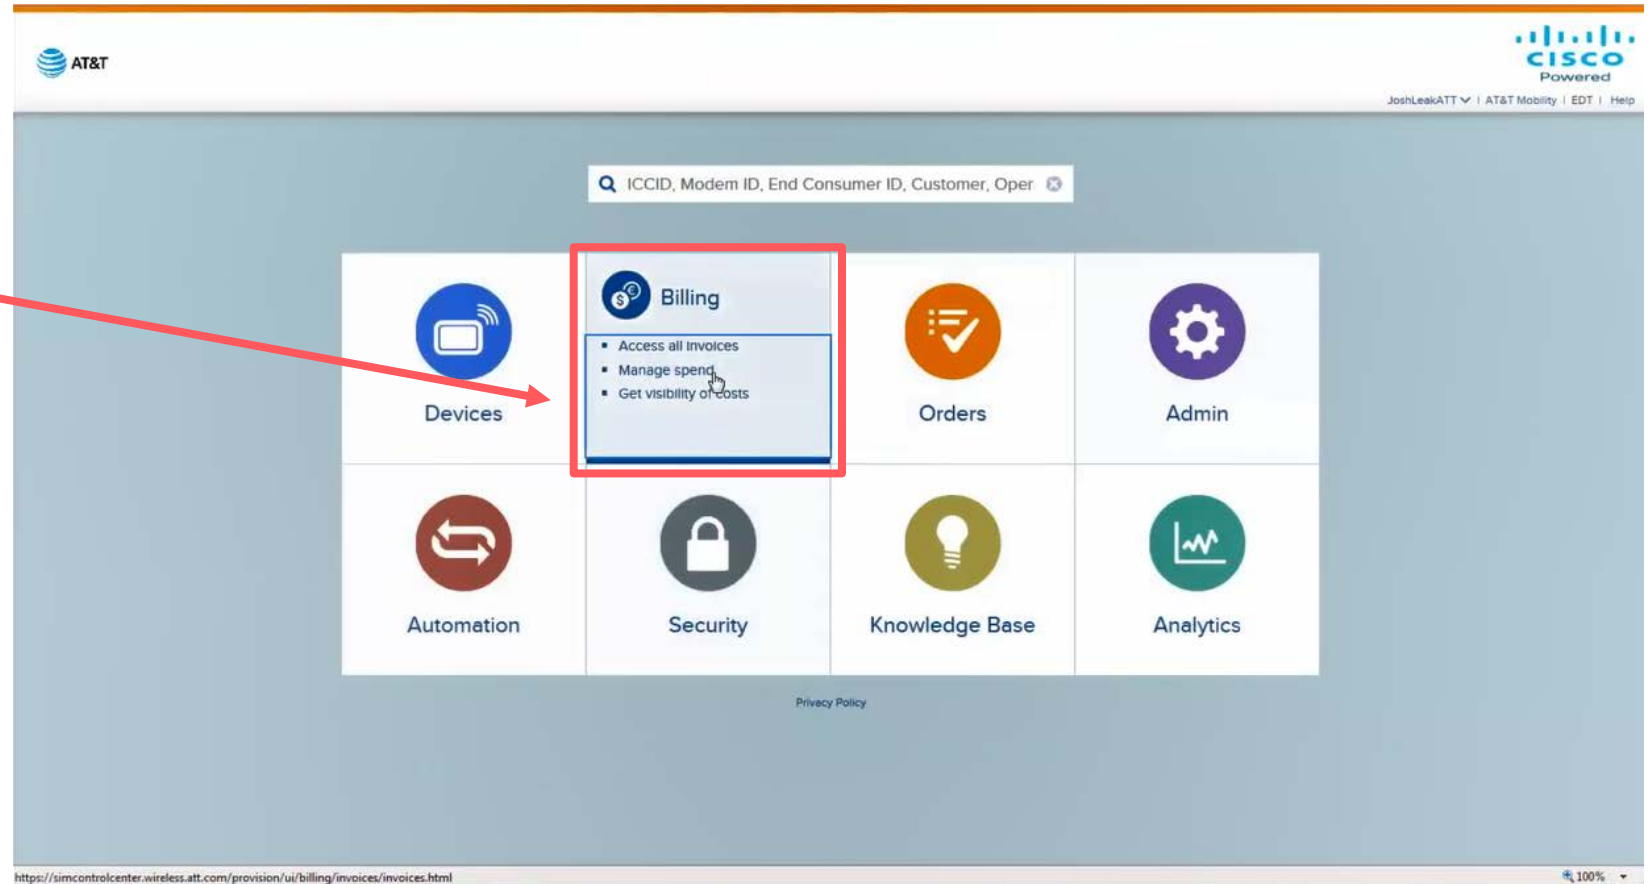 AT&T
CISCO
Powered
JoshLeakATT | AT&T Mobility | EDT | Help
ICCID, Modem ID, End Consumer ID, Customer, Oper
$ €
Billing
Access all invoices
Manage spend
Get visibility of costs
Devices
Orders
Admin
Automation
Security
Knowledge Base
Analytics
Privacy Policy
https://simcontrolcenter.wireless.att.com/provision/ui/billing/invoices/invoices.html
100%